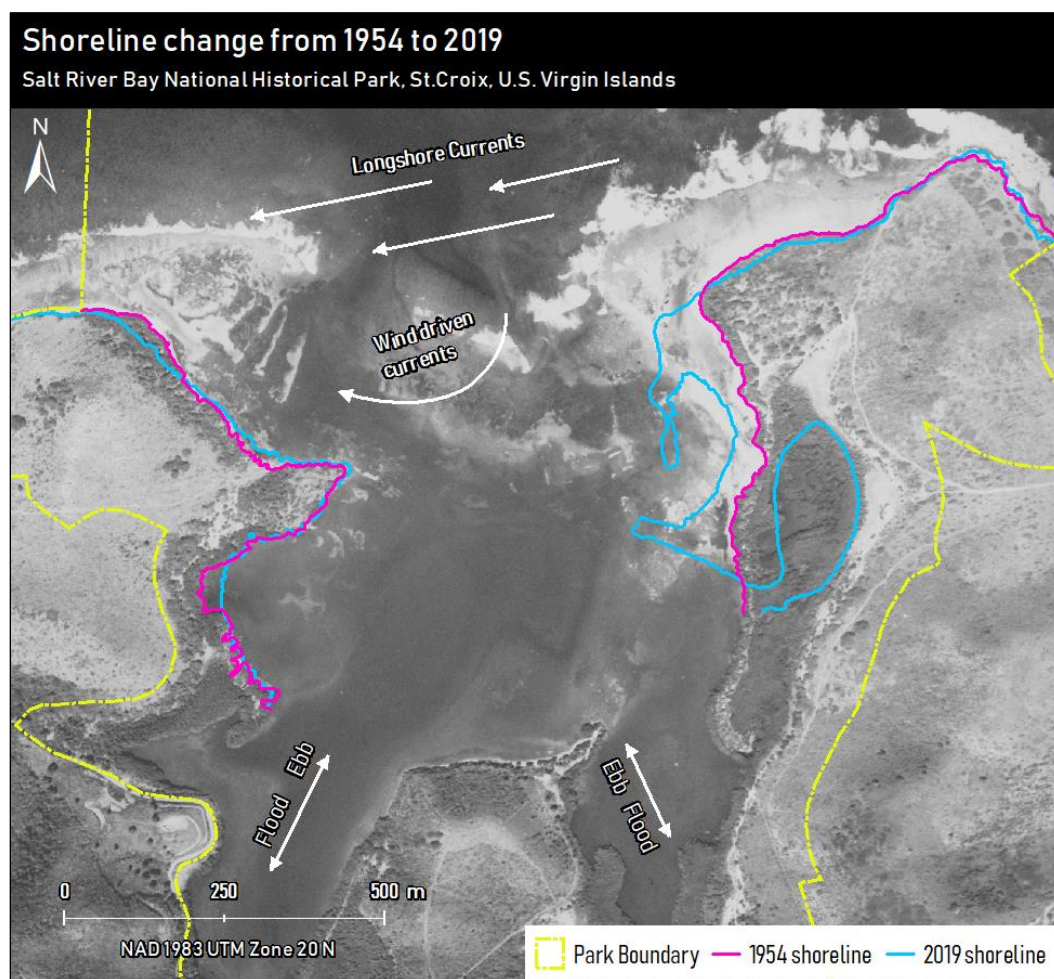 Shoreline change from 1954 to 2019
Salt River Bay National Historical Park, St.Croix, U.S. Virgin Islands
N
Longshore Currents
Wind driven
currents
Flood Ebb
Ebb Flood
0 250 500 m
NAD 1983 UTM Zone 20 N
Park Boundary 1954 shoreline 2019 shoreline